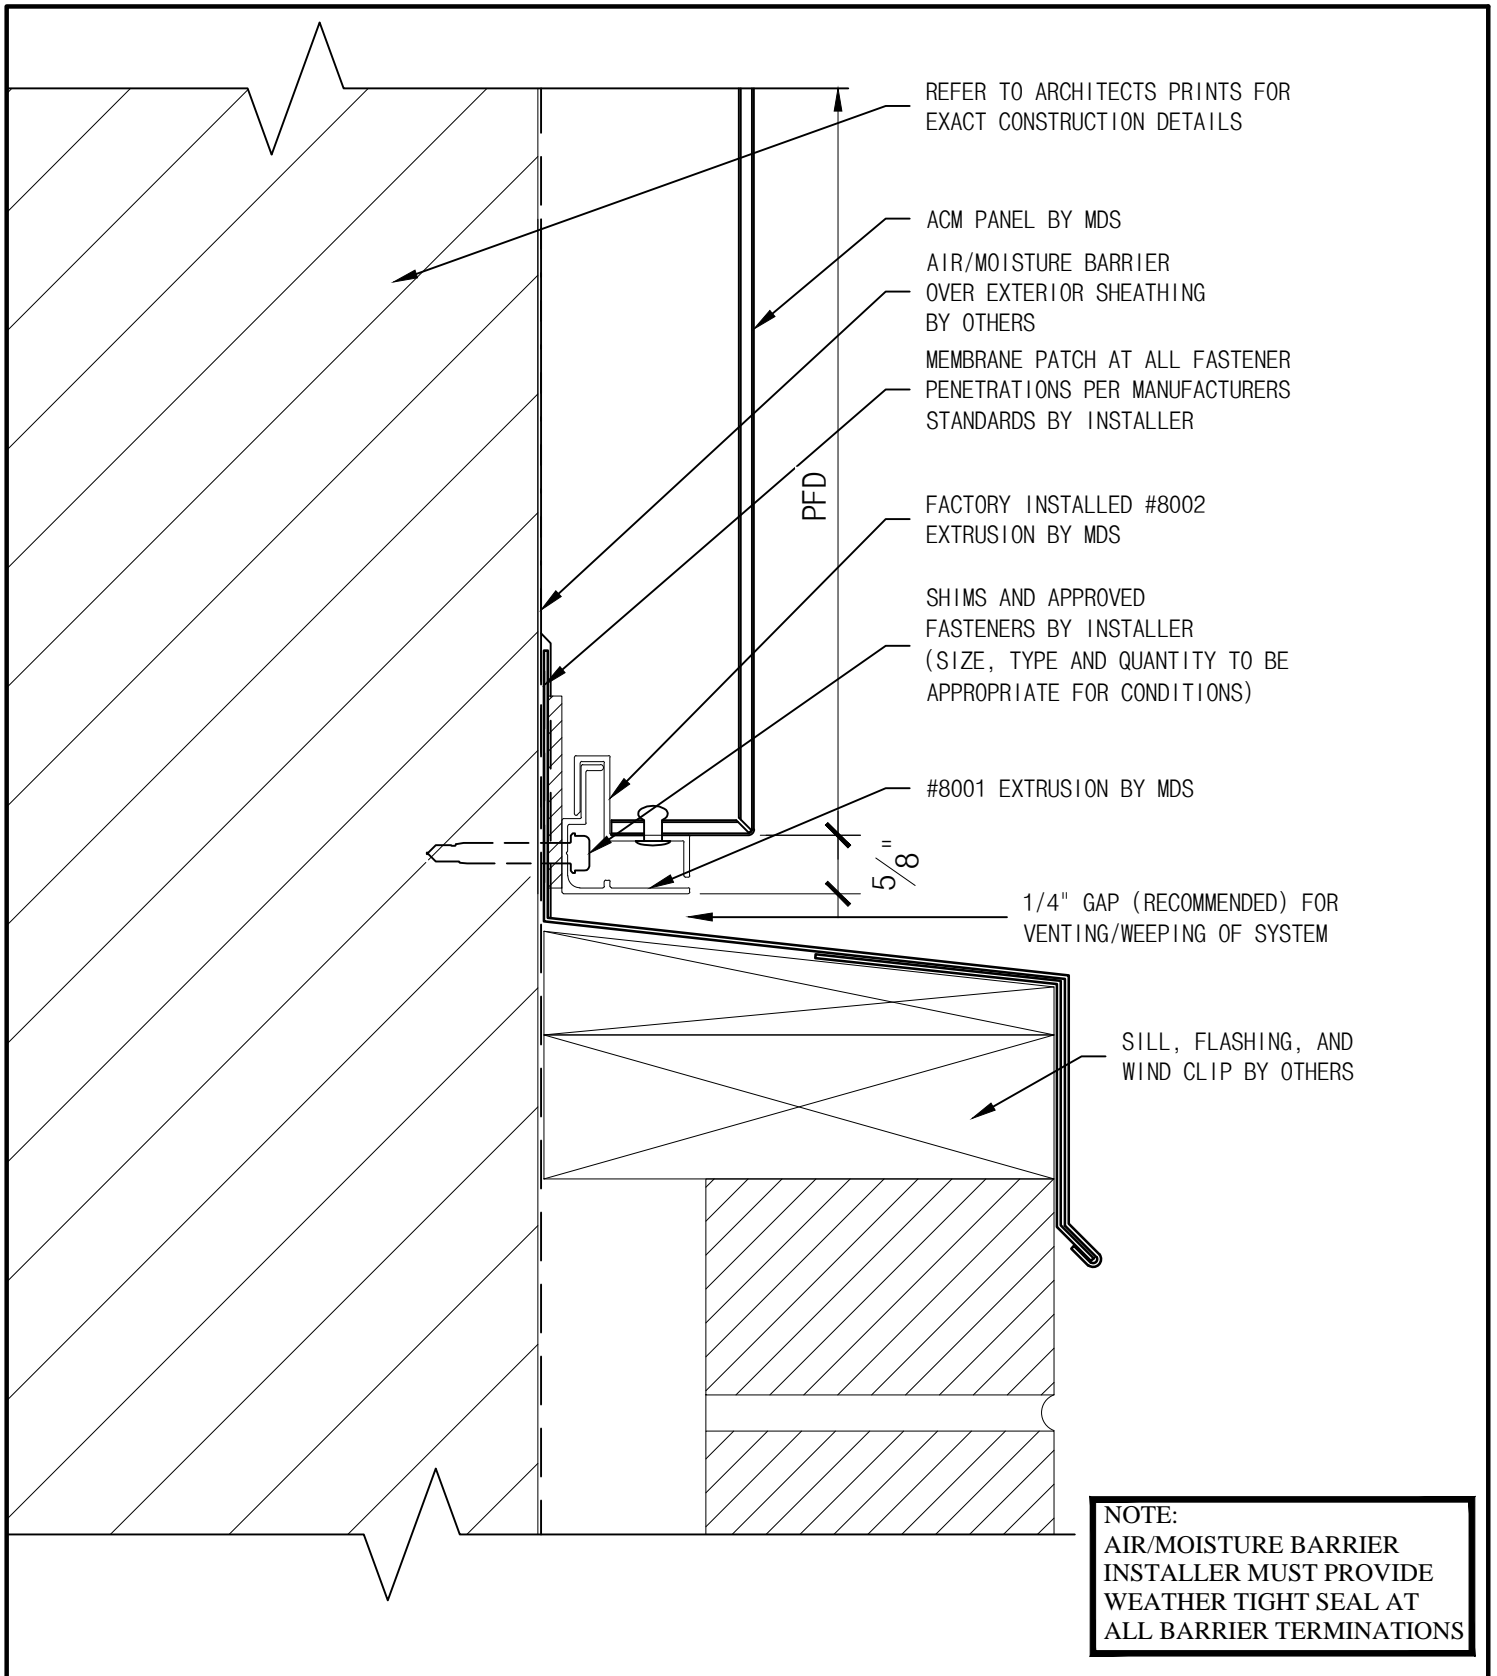 REFER TO ARCHITECTS PRINTS FOR
EXACT CONSTRUCTION DETAILS
ACM PANEL BY MDS
AIR/MOISTURE BARRIER
OVER EXTERIOR SHEATHING
BY OTHERS
MEMBRANE PATCH AT ALL FASTENER
PENETRATIONS PER MANUFACTURERS
STANDARDS BY INSTALLER
PFD
FACTORY INSTALLED #8002
EXTRUSION BY MDS
SHIMS AND APPROVED
FASTENERS BY INSTALLER
(SIZE, TYPE AND QUANTITY TO BE
APPROPRIATE FOR CONDITIONS)
#8001 EXTRUSION BY MDS
5/8"
1/4" GAP (RECOMMENDED) FOR
VENTING/WEEPING OF SYSTEM
SILL, FLASHING, AND
WIND CLIP BY OTHERS
NOTE:
AIR/MOISTURE BARRIER
INSTALLER MUST PROVIDE
WEATHER TIGHT SEAL AT
ALL BARRIER TERMINATIONS